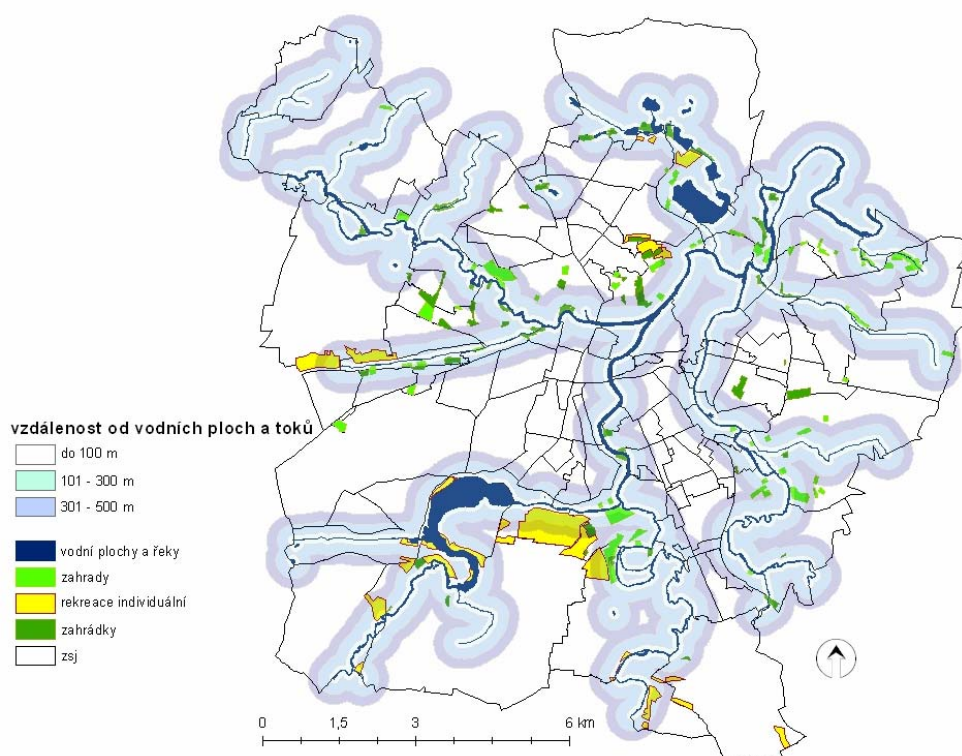 vzdálenost od vodních ploch a toků
do 100 m
101 - 300 m
301 - 500 m
vodní plochy a řeky
zahrady
rekreace individuální
zahrádky
zsj
0 1,5 3 6 km